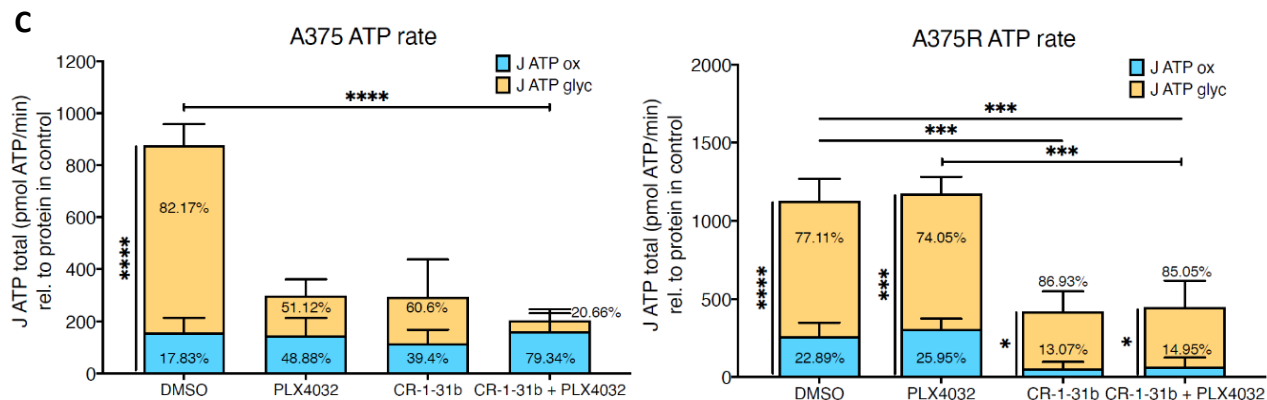 C
A375 ATP rate
J ATP ox
J ATP glyc
J ATP total (pmol ATP/min)
rel. to protein in control
1200
1000
800
600
400
200
0
****
****
82.17%
17.83%
51.12%
48.88%
60.6%
39.4%
20.66%
79.34%
DMSO
PLX4032
CR-1-31b
CR-1-31b + PLX4032
A375R ATP rate
J ATP ox
J ATP glyc
J ATP total (pmol ATP/min)
rel. to protein in control
2000
1500
1000
500
0
***
***
***
****
77.11%
22.89%
***
74.05%
25.95%
*
86.93%
13.07%
*
85.05%
14.95%
DMSO
PLX4032
CR-1-31b
CR-1-31b + PLX4032